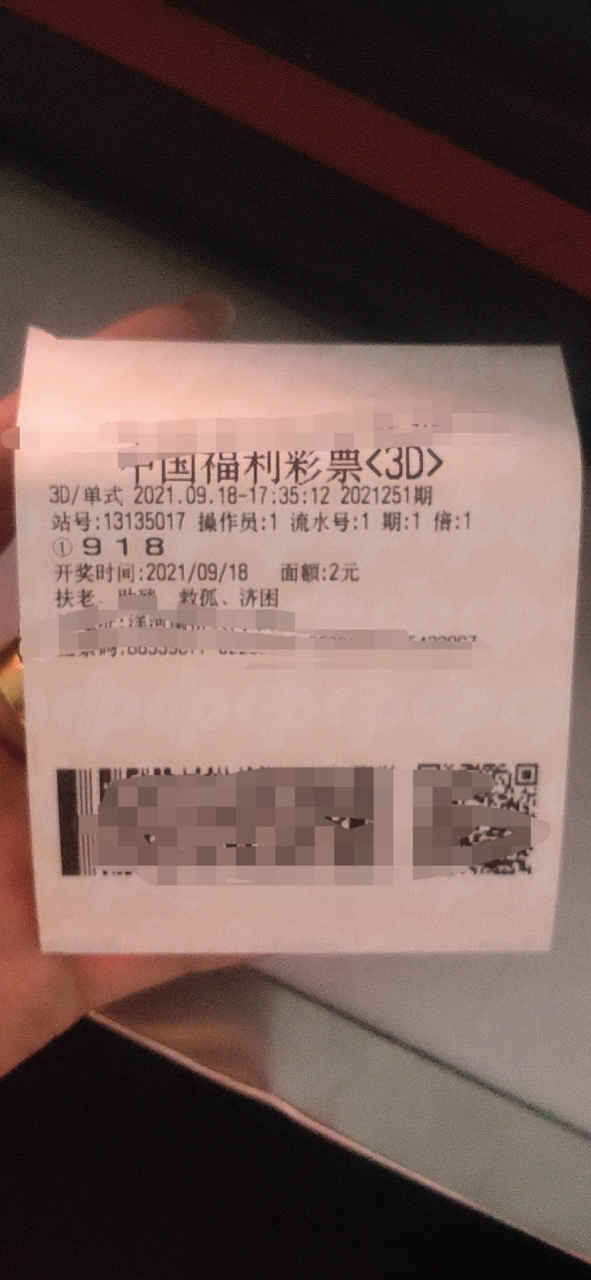 中国福利彩票<3D>
3D/单式 2021.09.18-17:35:12 2021251期
站号:13135017 操作员:1 流水号:1 期:1 倍:1
① 9 1 8
开奖时间:2021/09/18 面额:2元
扶老、助残、救孤、济困